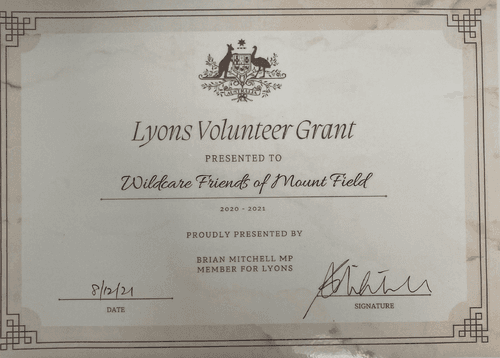 AUSTRALIA
Lyons Volunteer Grant
PRESENTED TO
Wildcare Friends of Mount Field
2020 - 2021
PROUDLY PRESENTED BY
BRIAN MITCHELL MP
MEMBER FOR LYONS
8/12/21
DATE
SIGNATURE